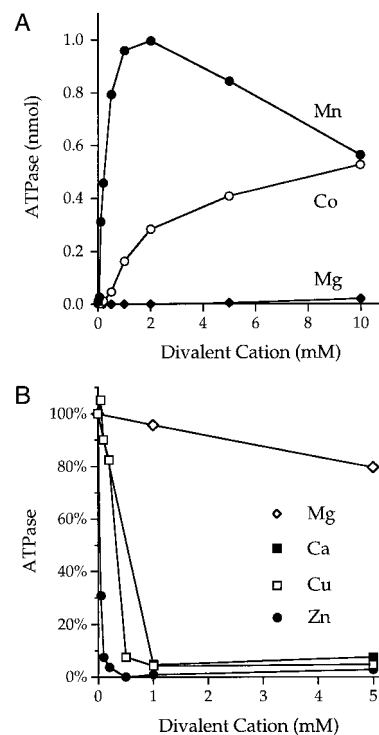 A
1.0
0.8
0.6
0.4
0.2
0.0
ATPase (nmol)
Mn
Co
Mg
0 2 4 6 8 10
Divalent Cation (mM)
B
100%
80%
60%
40%
20%
0%
ATPase
Mg
Ca
Cu
Zn
0 1 2 3 4 5
Divalent Cation (mM)